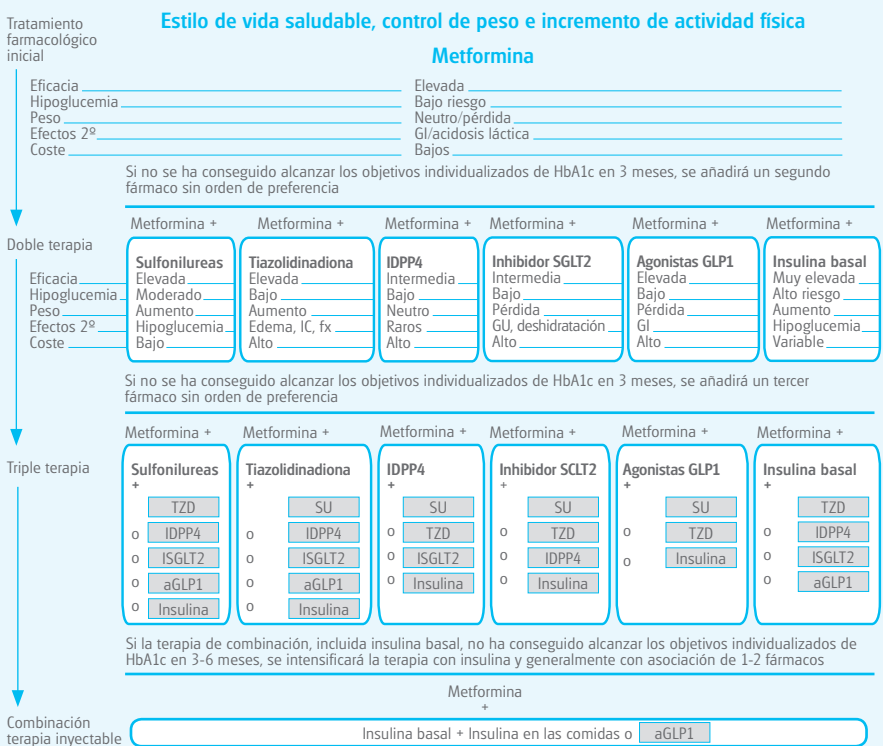 Tratamiento
farmacológico
inicial
Estilo de vida saludable, control de peso e incremento de actividad física
Metformina
Eficacia Elevada
Hipoglucemia Bajo riesgo
Peso Neutro/pérdida
Efectos 2º GI/acidosis láctica
Coste Bajos
Si no se ha conseguido alcanzar los objetivos individualizados de HbA1c en 3 meses, se añadirá un segundo
fármaco sin orden de preferencia
Doble terapia
Eficacia
Hipoglucemia
Peso
Efectos 2º
Coste
Metformina +
Sulfonilureas
Elevada
Moderado
Aumento
Hipoglucemia
Bajo
Metformina +
Tiazolidinadiona
Elevada
Bajo
Aumento
Edema, IC, fx
Alto
Metformina +
IDPP4
Intermedia
Bajo
Neutro
Raros
Alto
Metformina +
Inhibidor SGLT2
Intermedia
Bajo
Pérdida
GU, deshidratación
Alto
Metformina +
Agonistas GLP1
Elevada
Bajo
Pérdida
GI
Alto
Metformina +
Insulina basal
Muy elevada
Alto riesgo
Aumento
Hipoglucemia
Variable
Si no se ha conseguido alcanzar los objetivos individualizados de HbA1c en 3 meses, se añadirá un tercer
fármaco sin orden de preferencia
Triple terapia
Metformina +
Sulfonilureas
+
TZD
o IDPP4
o ISGLT2
o aGLP1
o Insulina
Metformina +
Tiazolidinadiona
+
SU
o IDPP4
o ISGLT2
o aGLP1
o Insulina
Metformina +
IDPP4
+
SU
o TZD
o ISGLT2
o Insulina
Metformina +
Inhibidor SCLT2
+
SU
o TZD
o IDPP4
o Insulina
Metformina +
Agonistas GLP1
+
SU
o TZD
o Insulina
Metformina +
Insulina basal
+
TZD
o IDPP4
o ISGLT2
o aGLP1
Si la terapia de combinación, incluida insulina basal, no ha conseguido alcanzar los objetivos individualizados de
HbA1c en 3-6 meses, se intensificará la terapia con insulina y generalmente con asociación de 1-2 fármacos
Combinación
terapia inyectable
Metformina
+
Insulina basal + Insulina en las comidas o aGLP1